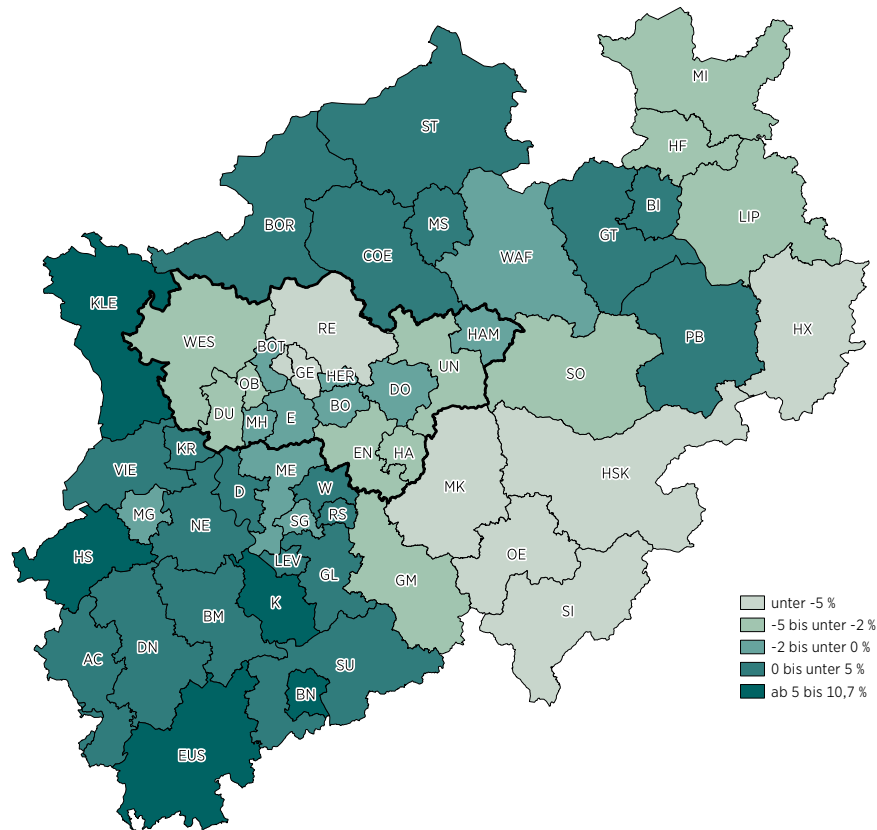 MI
ST
HF
BI
LIP
MS
BOR
GT
COE
WAF
KLE
RE
HAM
HX
PB
WES
BOT
UN
GE
HER
SO
OB
DO
BO
DU
MH
E
EN
HA
KR
VIE
ME
HSK
D
W
MK
MG
RS
SG
NE
HS
OE
LEV
GL
GM
K
unter -5 %
SI
BM
-5 bis unter -2 %
DN
-2 bis unter 0 %
AC
SU
0 bis unter 5 %
BN
ab 5 bis 10,7 %
EUS